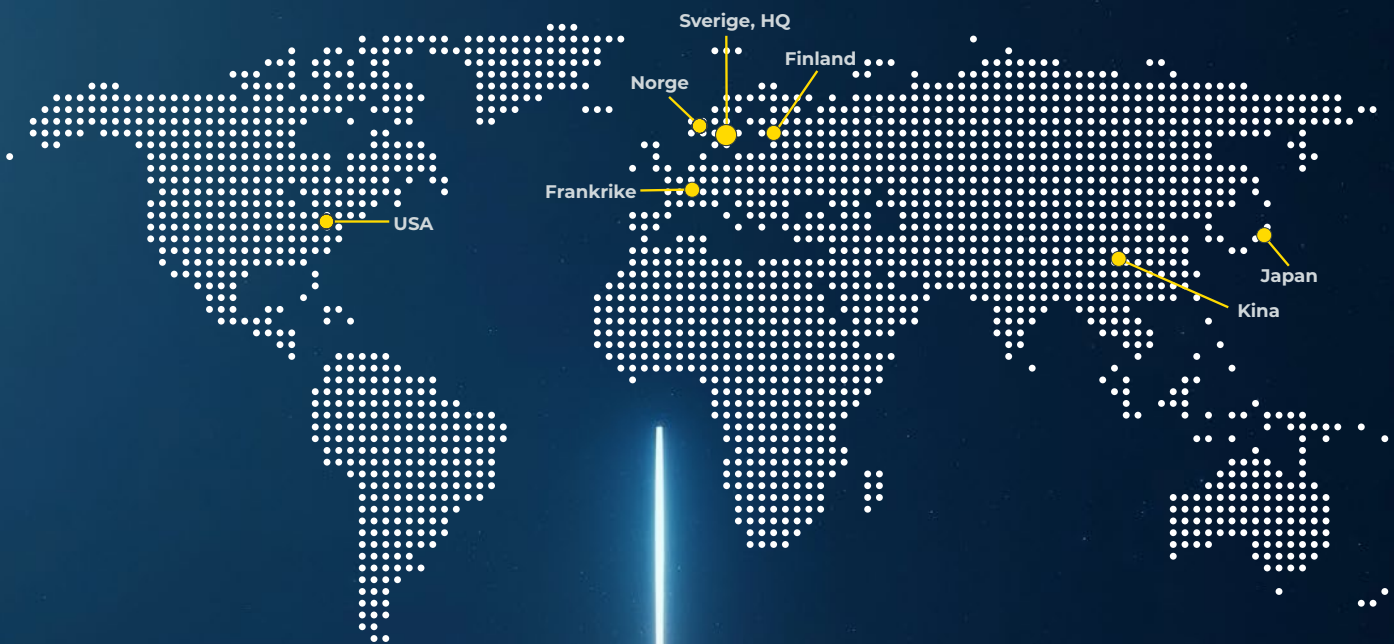 Sverige, HQ
Finland
Norge
Frankrike
USA
Japan
Kina